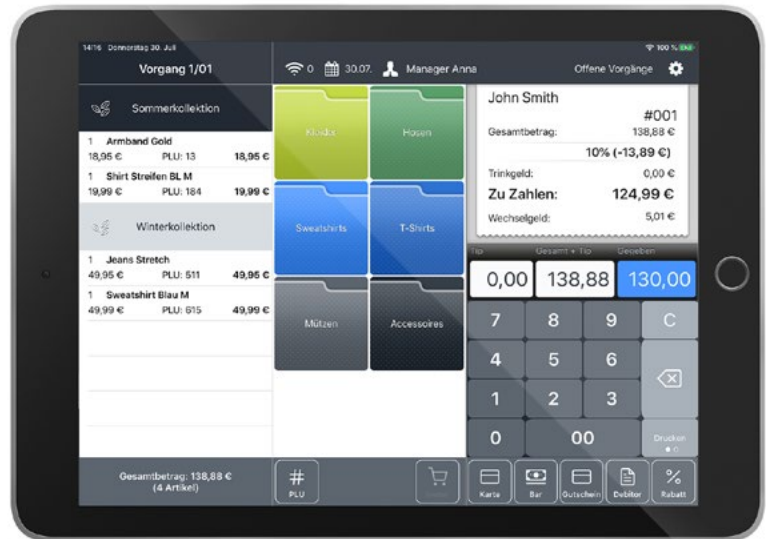 14:16 Donnerstag 30. Juli
100 %
Vorgang 1/01
0
30.07.
Manager Anna
Offene Vorgänge
Sommerkollektion
1 Armband Gold
18,95 € PLU: 13 18,95 €
1 Shirt Streifen BL M
19,99 € PLU: 184 19,99 €
Winterkollektion
1 Jeans Stretch
49,95 € PLU: 511 49,95 €
1 Sweatshirt Blau M
49,99 € PLU: 615 49,99 €
Gesamtbetrag: 138,88 €
(4 Artikel)
Kleider
Hosen
Sweatshirts
T-Shirts
Mützen
Accessoires
#
PLU
John Smith
#001
Gesamtbetrag: 138,88 €
10% (-13,89 €)
Trinkgeld: 0,00 €
Zu Zahlen: 124,99 €
Wechselgeld: 5,01 €
Tip Gesamt + Tip Gegeben
0,00 138,88 130,00
7 8 9 C
4 5 6
1 2 3
0 00 Drucken
Karte Bar Gutschein Debitor Rabatt